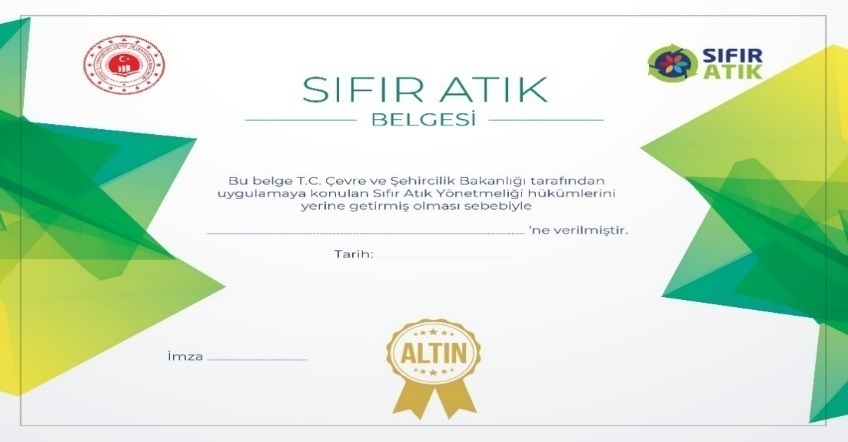 SIFIR
ATIK
SIFIR ATIK
BELGESİ
Bu belge T.C. Çevre ve Şehircilik Bakanlığı tarafından
uygulamaya konulan Sıfır Atık Yönetmeliği hükümlerini
yerine getirmiş olması sebebiyle
'ne verilmiştir.
Tarih:
İmza
ALTIN